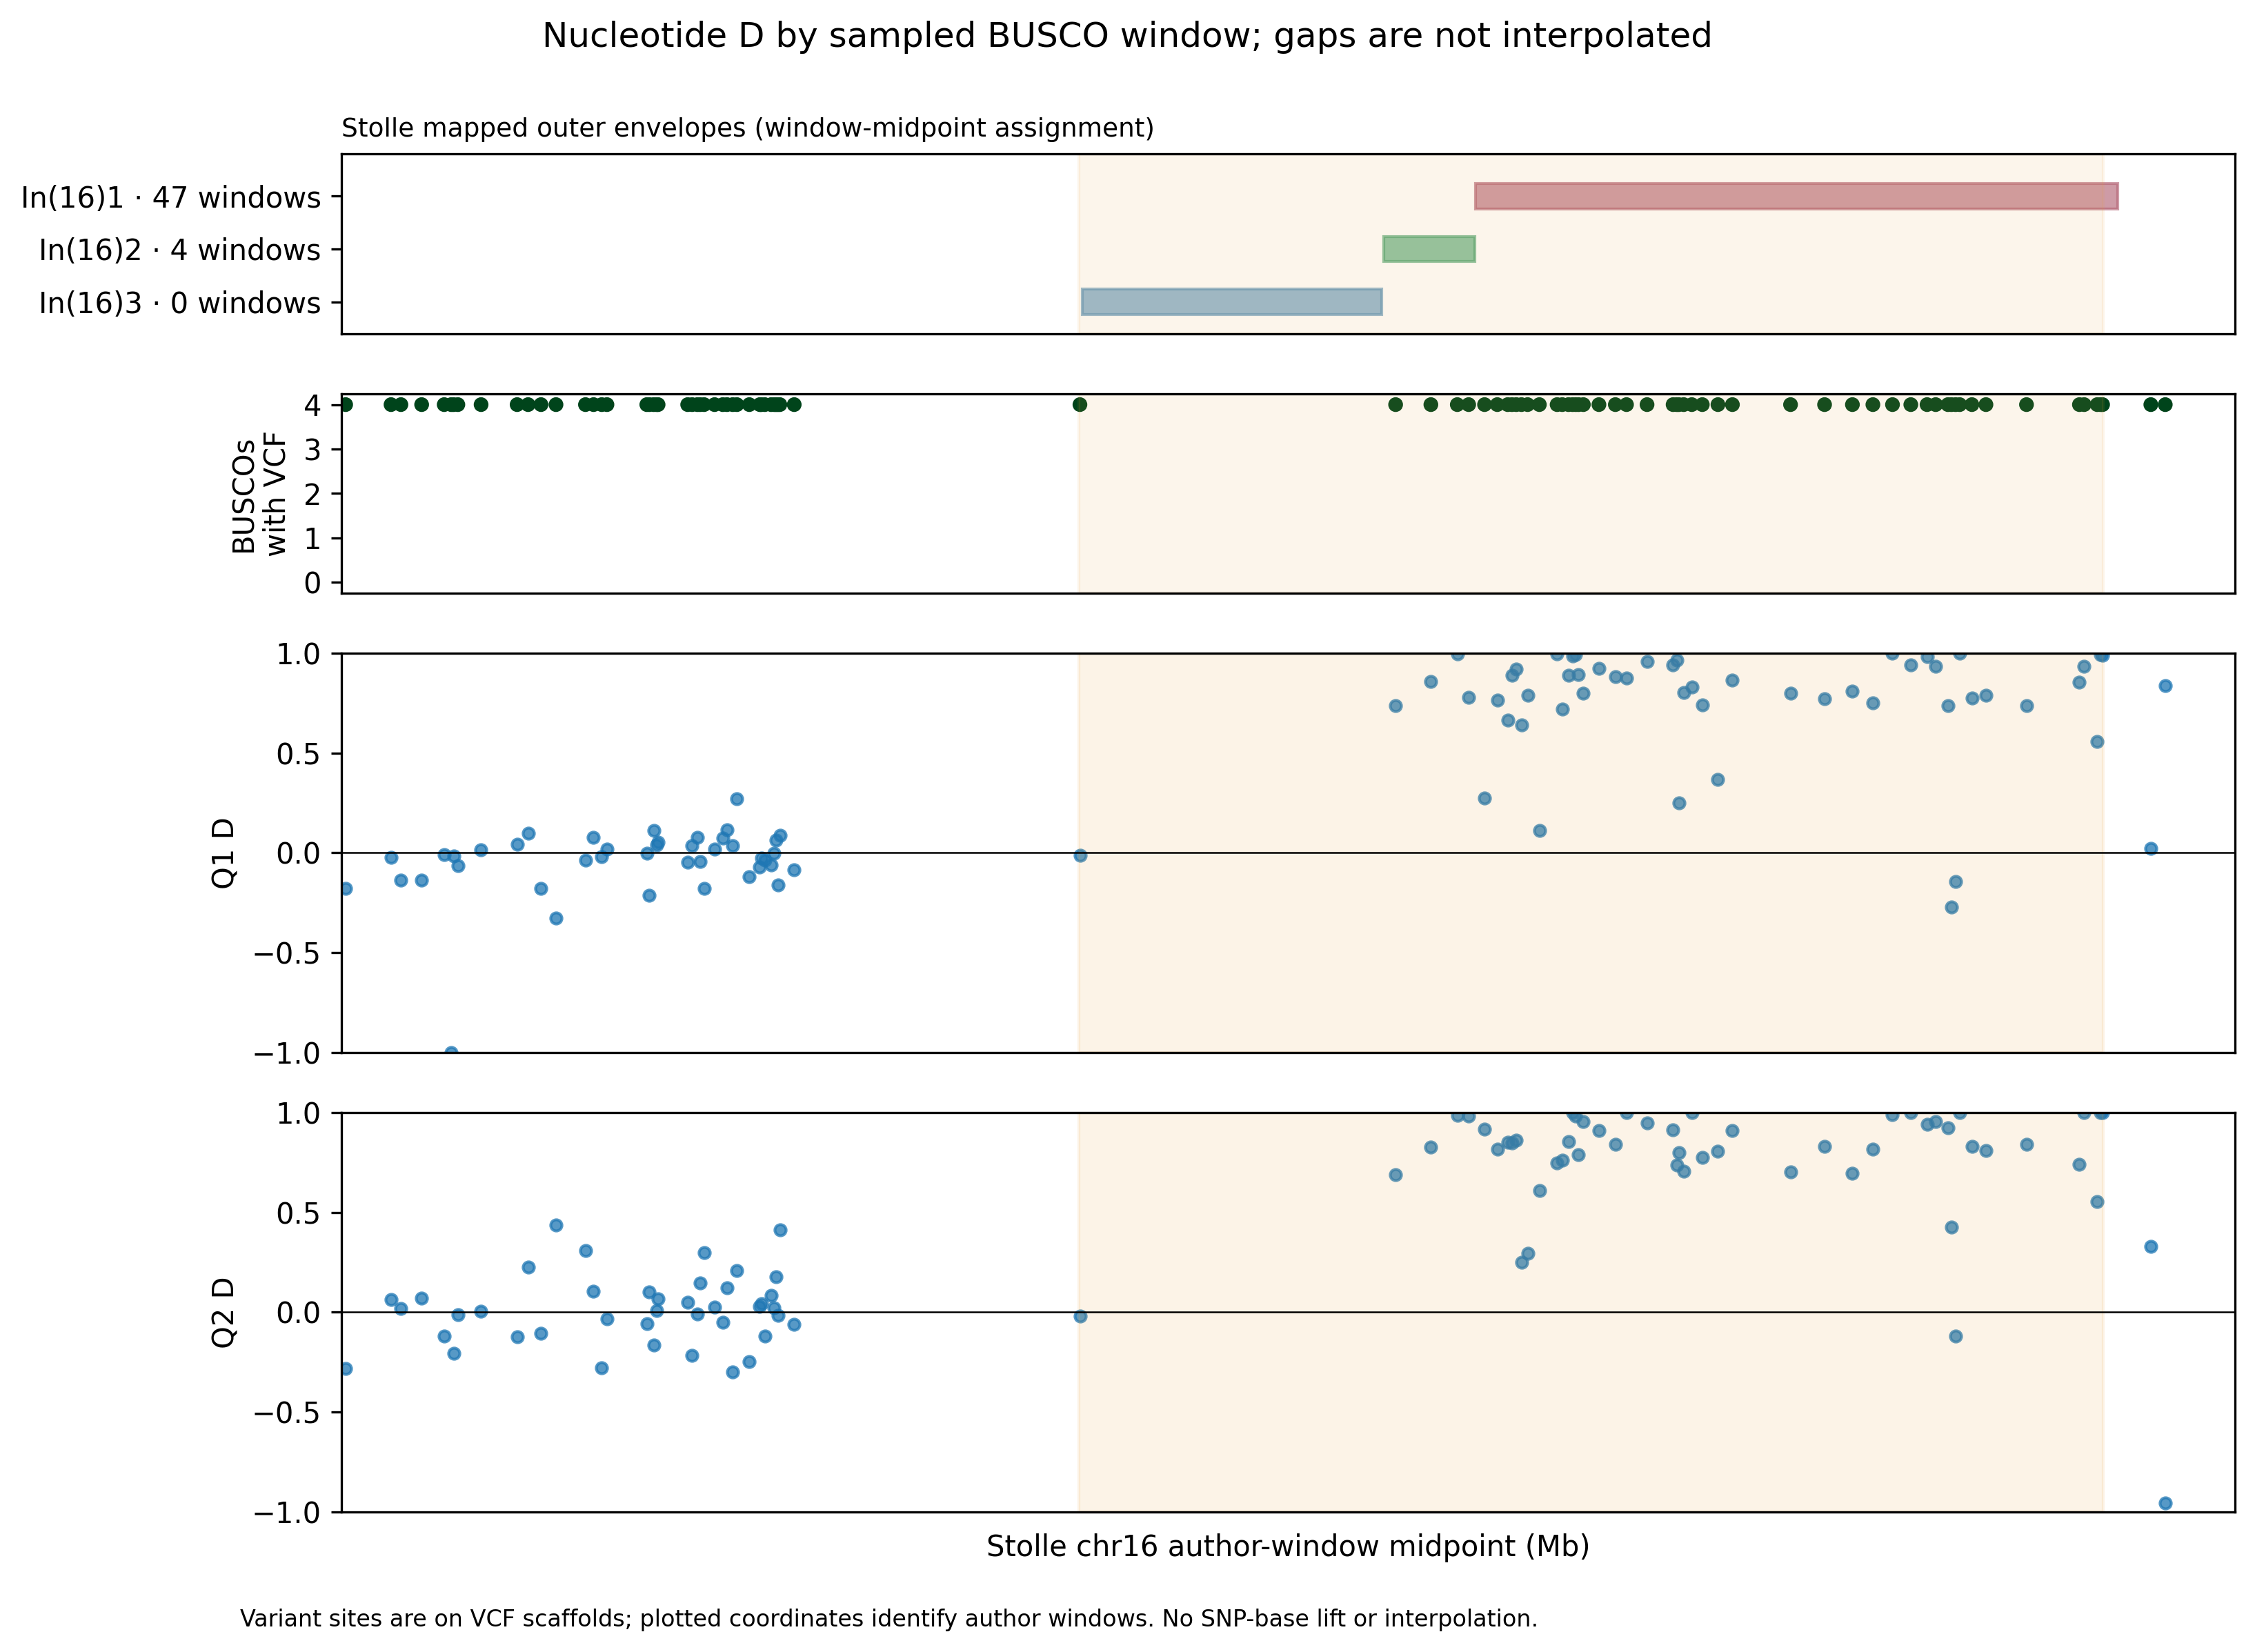 Nucleotide D by sampled BUSCO window; gaps are not interpolated
Stolle mapped outer envelopes (window-midpoint assignment)
In(16)1 · 47 windows
In(16)2 · 4 windows
In(16)3 · 0 windows
BUSCOs
with VCF
4
3
2
1
0
Q1 D
1.0
0.5
0.0
−0.5
−1.0
Q2 D
1.0
0.5
0.0
−0.5
−1.0
Stolle chr16 author-window midpoint (Mb)
Variant sites are on VCF scaffolds; plotted coordinates identify author windows. No SNP-base lift or interpolation.